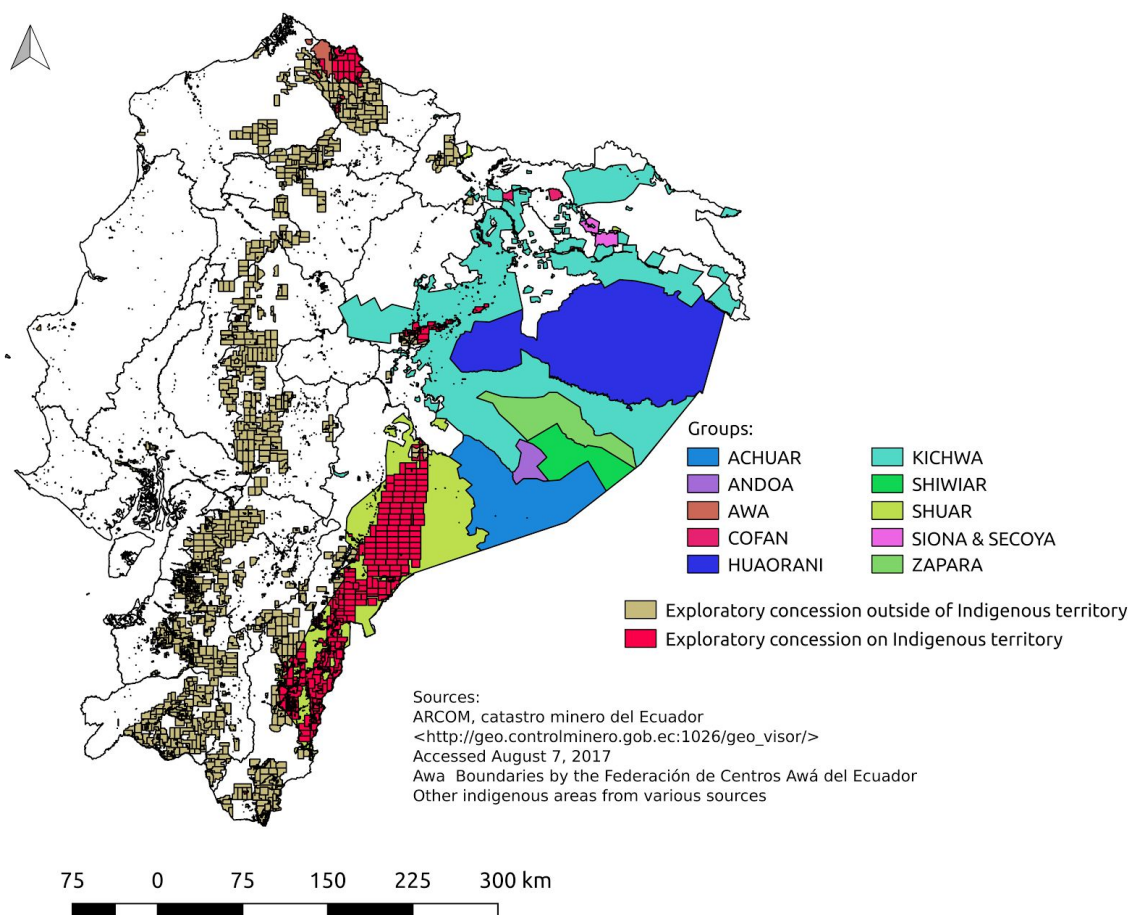 Groups:
ACHUAR
ANDOA
AWA
COFAN
HUAORANI
KICHWA
SHIWIAR
SHUAR
SIONA & SECOYA
ZAPARA
Exploratory concession outside of Indigenous territory
Exploratory concession on Indigenous territory
Sources:
ARCOM, catastro minero del Ecuador
<http://geo.controlminero.gob.ec:1026/geo_visor/>
Accessed August 7, 2017
Awa  Boundaries by the Federación de Centros Awá del Ecuador
Other indigenous areas from various sources
75 0 75 150 225 300 km